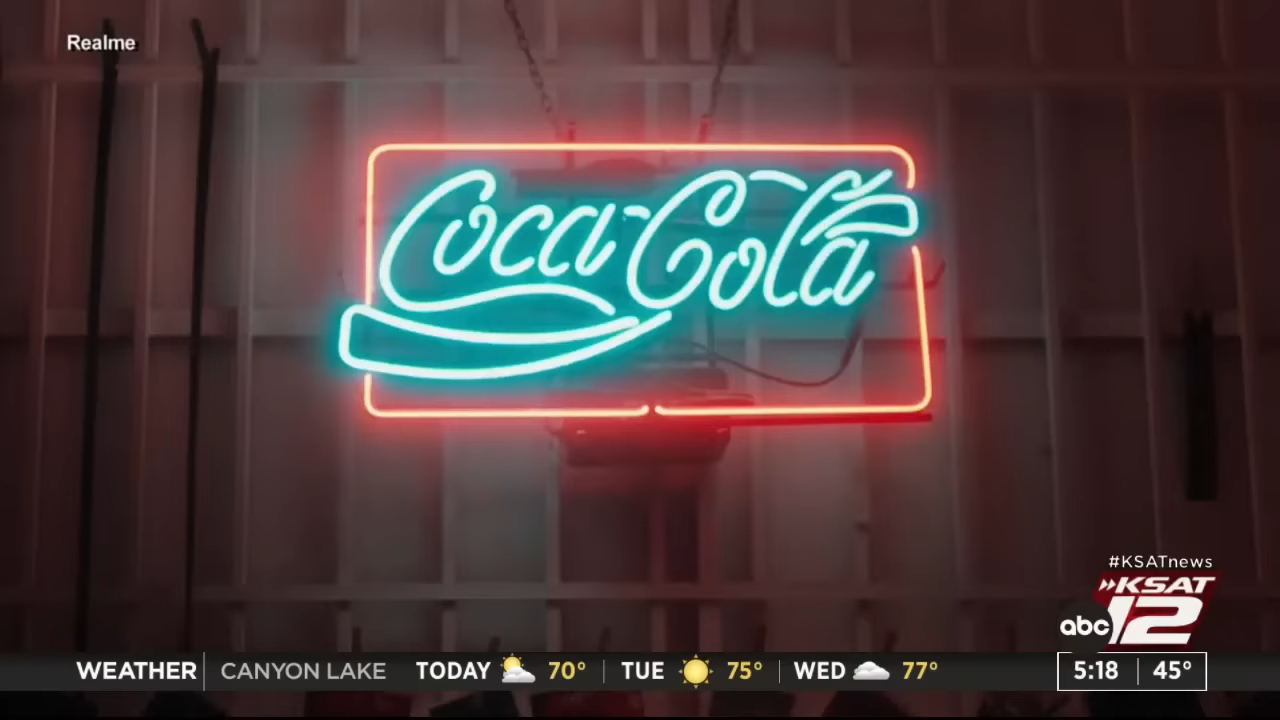 Realme
Coca-Cola
#KSATnews
KSAT
abc 12
WEATHER CANYON LAKE TODAY 70° TUE 75° WED 77° 5:18 45°